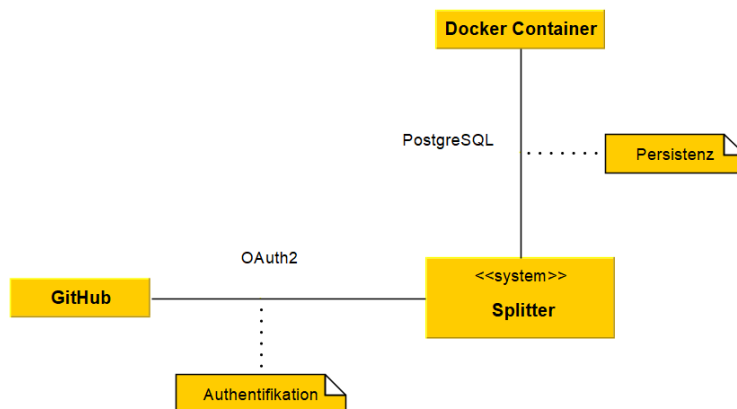 Docker Container
PostgreSQL
Persistenz
OAuth2
<<system>>
GitHub
Splitter
Authentifikation